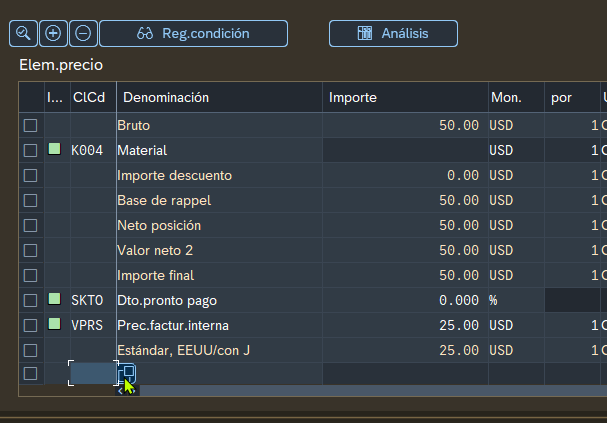 Reg.condición Análisis
Elem.precio
I... ClCd Denominación Importe Mon. por
Bruto 50.00 USD 1
K004 Material USD 1
Importe descuento 0.00 USD 1
Base de rappel 50.00 USD 1
Neto posición 50.00 USD 1
Valor neto 2 50.00 USD 1
Importe final 50.00 USD 1
SKTO Dto.pronto pago 0.000 %
VPRS Prec.factur.interna 25.00 USD 1
Estándar, EEUU/con J 25.00 USD 1